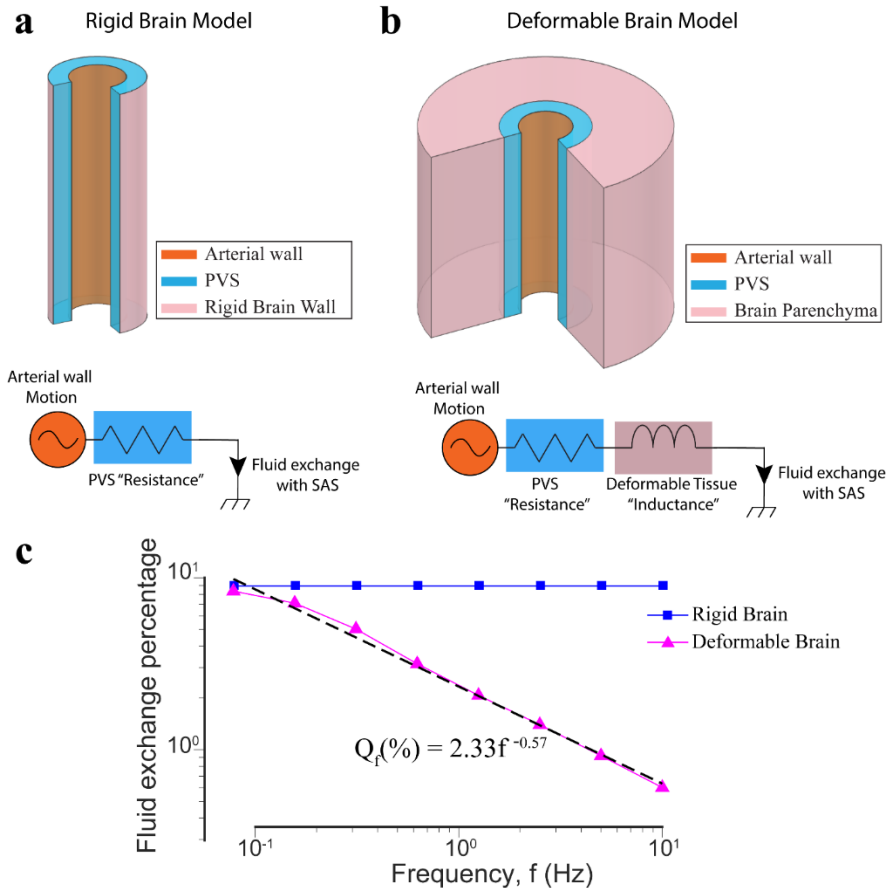 a
Rigid Brain Model
Arterial wall
PVS
Rigid Brain Wall
Arterial wall
Motion
PVS "Resistance"
Fluid exchange
with SAS
b
Deformable Brain Model
Arterial wall
PVS
Brain Parenchyma
Arterial wall
Motion
PVS
"Resistance"
Deformable Tissue
"Inductance"
Fluid exchange
with SAS
c
Fluid exchange percentage
10¹
10⁰
Rigid Brain
Deformable Brain
Q_f(%) = 2.33f^-0.57
10⁻¹
10⁰
10¹
Frequency, f (Hz)